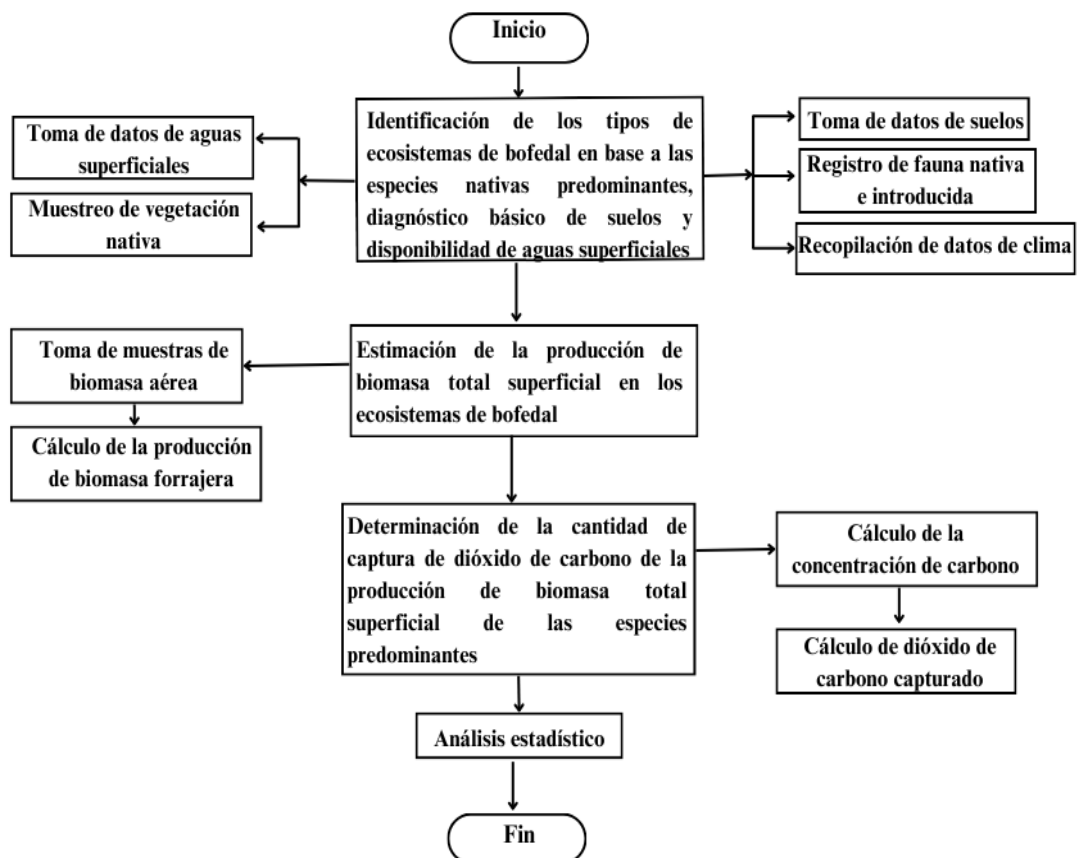 Inicio
Identificación de los tipos de
ecosistemas de bofedal en base a las
especies nativas predominantes,
diagnóstico básico de suelos y
disponibilidad de aguas superficiales
Toma de datos de aguas
superficiales
Muestreo de vegetación
nativa
Toma de datos de suelos
Registro de fauna nativa
e introducida
Recopilación de datos de clima
Estimación de la producción de
biomasa total superficial en los
ecosistemas de bofedal
Toma de muestras de
biomasa aérea
Cálculo de la producción
de biomasa forrajera
Determinación de la cantidad de
captura de dióxido de carbono de la
producción de biomasa total
superficial de las especies
predominantes
Cálculo de la
concentración de carbono
Cálculo de dióxido de
carbono capturado
Análisis estadístico
Fin